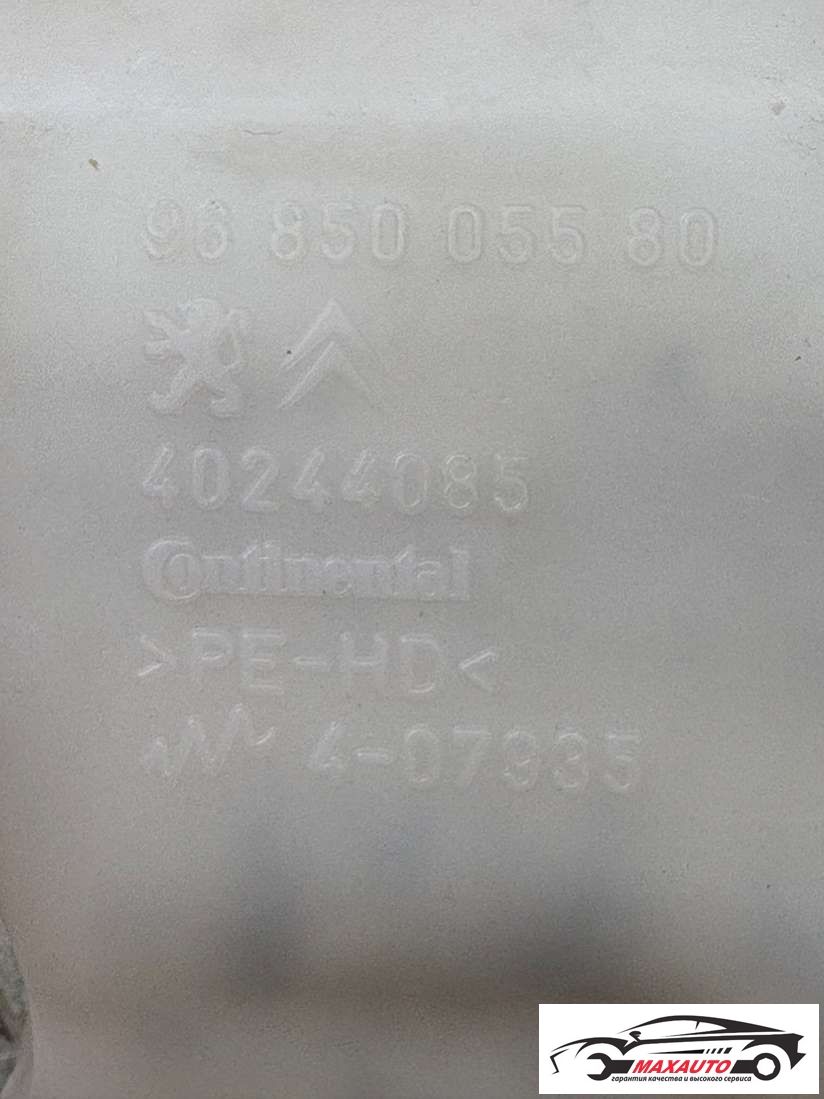 96 850 055 80
40244085
Continental
>PE-HD<
4-07335
MAXAUTO
гарантия качества и высокого сервиса